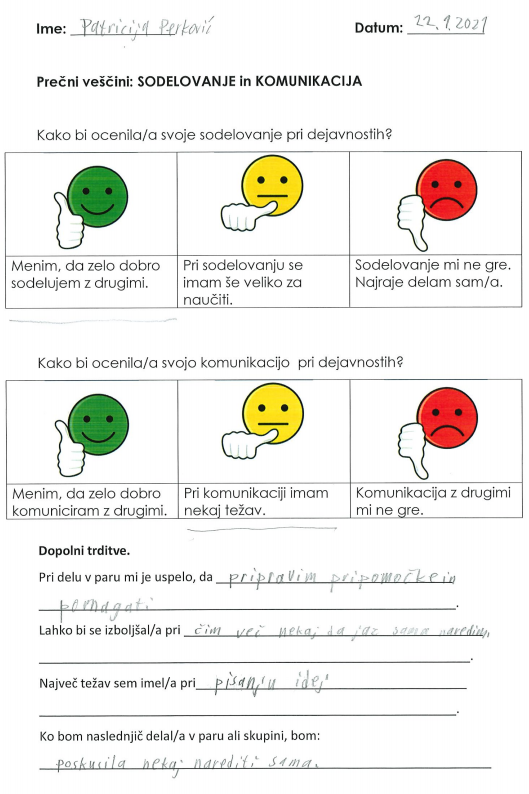 Ime: Patricija Perković Datum: 22.9.2021
Prečni veščini: SODELOVANJE in KOMUNIKACIJA
Kako bi ocenila/a svoje sodelovanje pri dejavnostih?
Menim, da zelo dobro sodelujem z drugimi.
Pri sodelovanju se imam še veliko za naučiti.
Sodelovanje mi ne gre. Najraje delam sam/a.
Kako bi ocenila/a svojo komunikacijo pri dejavnostih?
Menim, da zelo dobro komuniciram z drugimi.
Pri komunikaciji imam nekaj težav.
Komunikacija z drugimi mi ne gre.
Dopolni trditve.
Pri delu v paru mi je uspelo, da pripravim pripomočke in
pomagati.
Lahko bi se izboljšal/a pri čim več nekaj da jaz sama naredim,
.
Največ težav sem imel/a pri pisanju idej
.
Ko bom naslednjič delal/a v paru ali skupini, bom:
poskusila nekaj narediti sama.